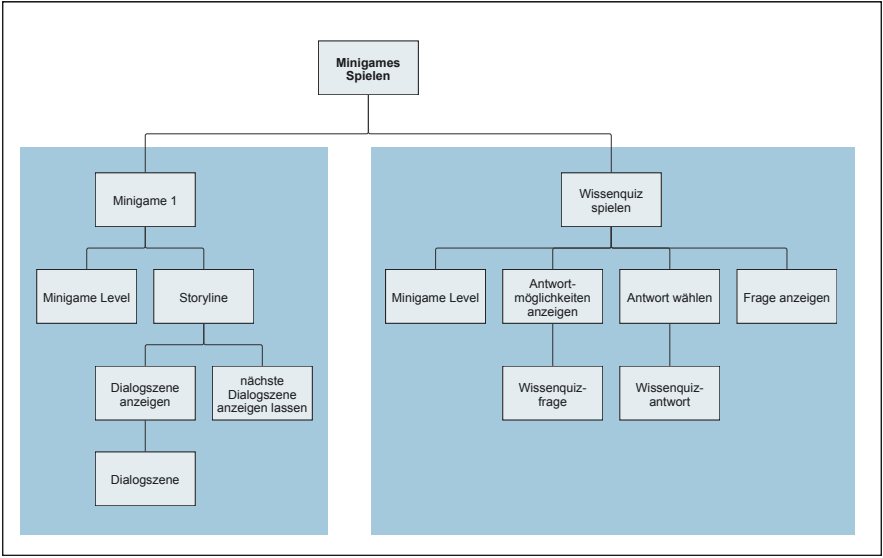 Minigames
Spielen
Minigame 1
Wissenquiz
spielen
Minigame Level
Storyline
Minigame Level
Antwort-
möglichkeiten
anzeigen
Antwort wählen
Frage anzeigen
Dialogszene
anzeigen
nächste
Dialogszene
anzeigen lassen
Wissenquiz-
frage
Wissenquiz-
antwort
Dialogszene